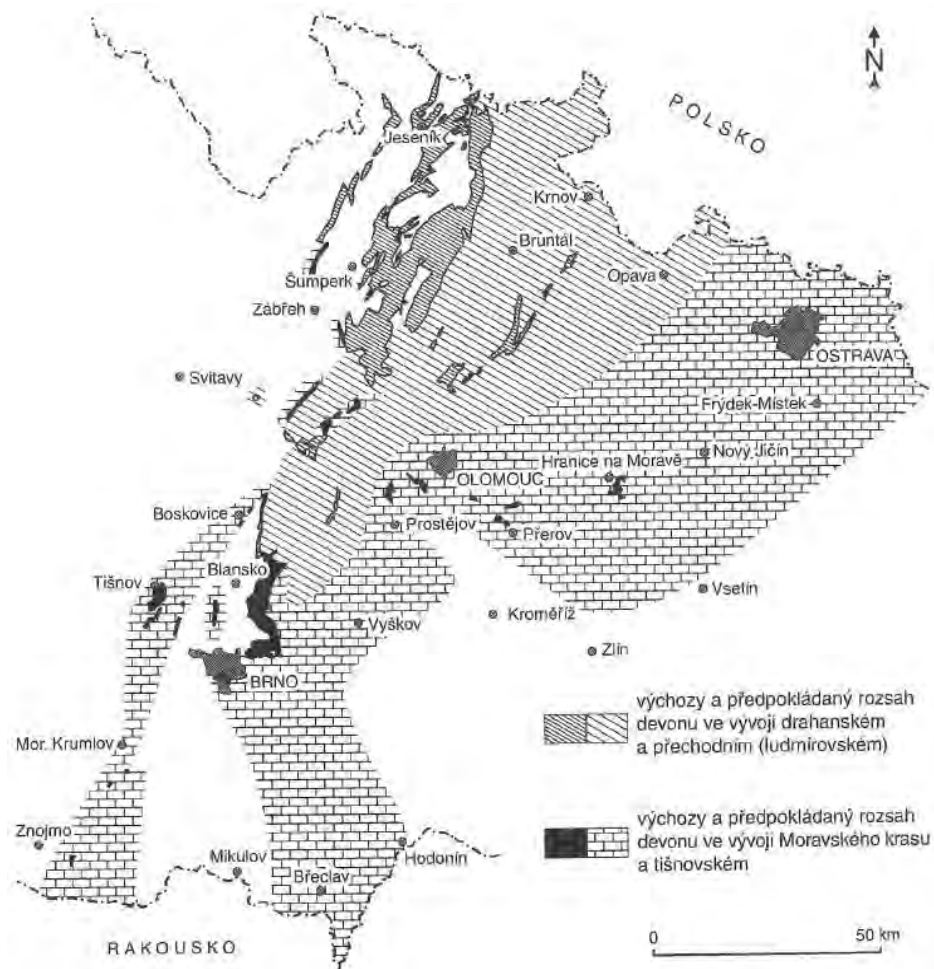 N
POLSKO
Jeseník
Krnov
Bruntál
Opava
Šumperk
Zábřeh
OSTRAVA
Svitavy
Frýdek-Místek
Nový Jičín
Hranice na Moravě
OLOMOUC
Boskovice
Prostějov
Přerov
Blansko
Tišnov
Vsetín
Kroměříž
Vyškov
Zlín
BRNO
výchozy a předpokládaný rozsah
devonu ve vývoji drahanském
a přechodním (ludmírovském)
Mor. Krumlov
výchozy a předpokládaný rozsah
devonu ve vývoji Moravského krasu
a tišnovském
Znojmo
Hodonín
Mikulov
Břeclav
RAKOUSKO
0 50 km